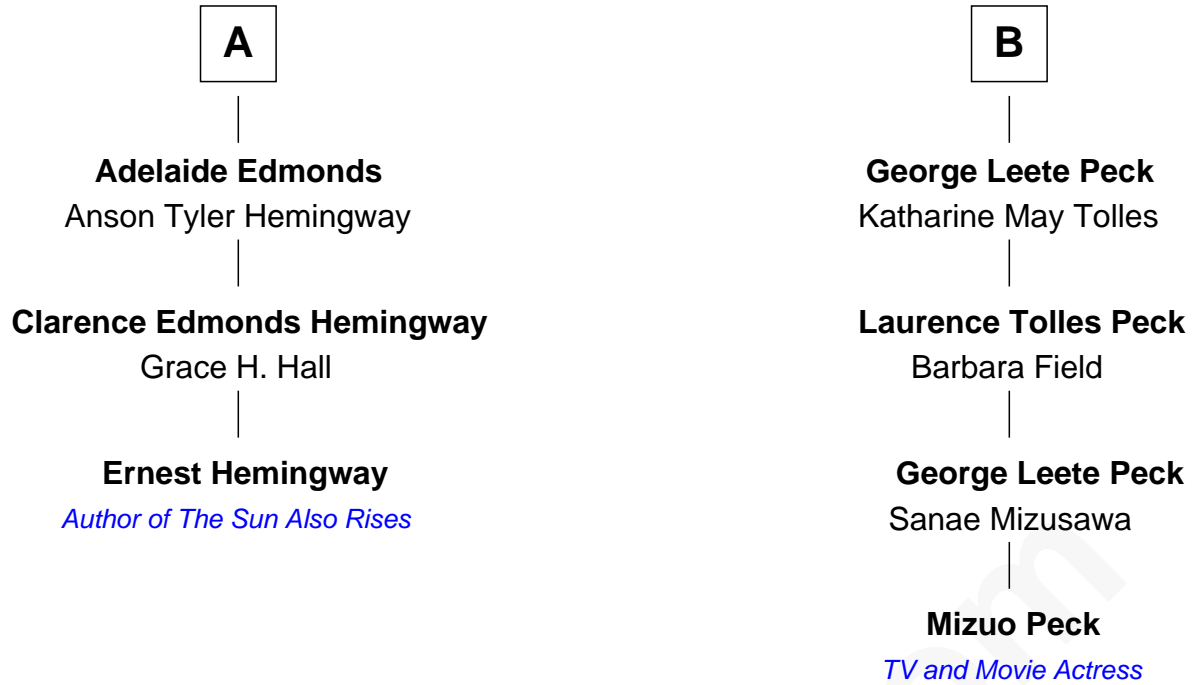 A
Adelaide Edmonds
Anson Tyler Hemingway
Clarence Edmonds Hemingway
Grace H. Hall
Ernest Hemingway
Author of The Sun Also Rises
B
George Leete Peck
Katharine May Tolles
Laurence Tolles Peck
Barbara Field
George Leete Peck
Sanae Mizusawa
Mizuo Peck
TV and Movie Actress